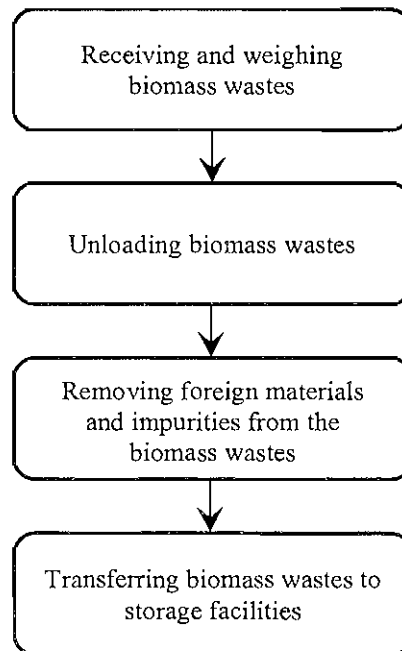 Receiving and weighing
biomass wastes
Unloading biomass wastes
Removing foreign materials
and impurities from the
biomass wastes
Transferring biomass wastes to
storage facilities